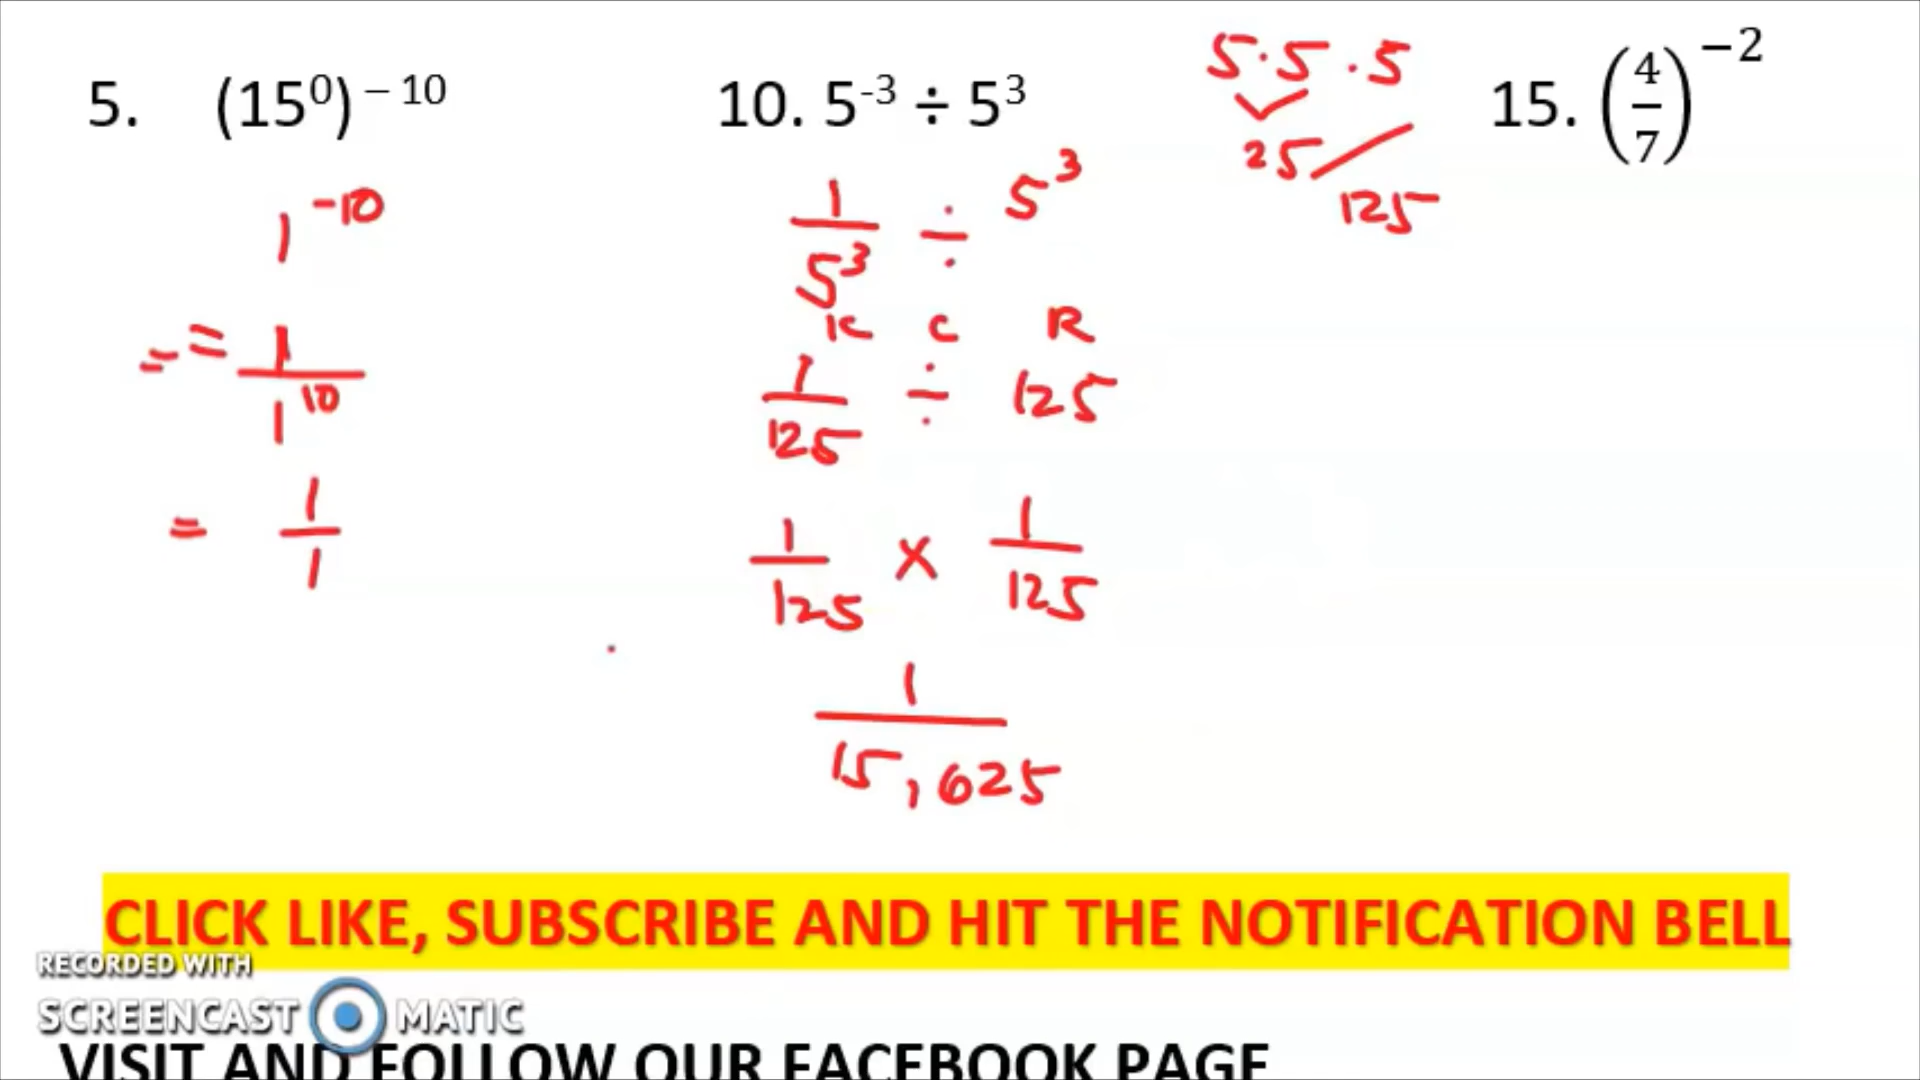 5. (15⁰)⁻¹⁰
1⁻¹⁰
= = 1/1¹⁰
= 1/1
10. 5⁻³ ÷ 5³
1/5³ ÷ 5³
K C R
1/125 ÷ 125
1/125 × 1/125
1/15,625
5·5·5
25
125
15. (4/7)⁻²
CLICK LIKE, SUBSCRIBE AND HIT THE NOTIFICATION BELL
RECORDED WITH
SCREENCAST MATIC
VISIT AND FOLLOW OUR FACEBOOK PAGE